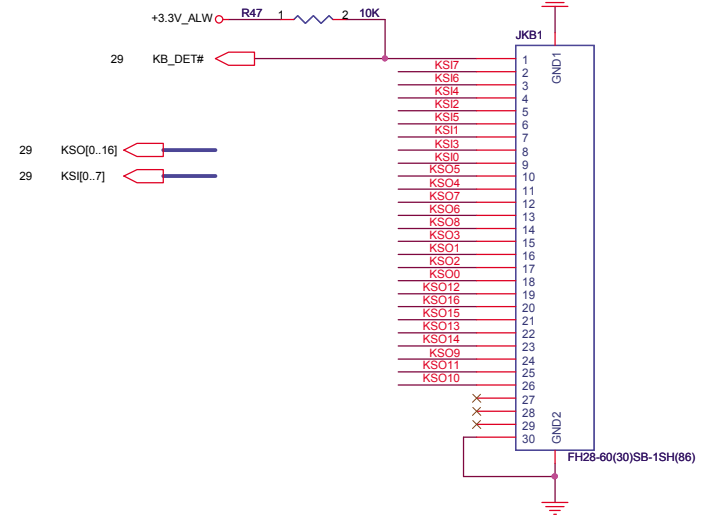 +3.3V_ALW R47 1 2 10K
JKB1
29 KB_DET#
GND1
1
KSI7 2
KSI6 3
KSI4 4
KSI2 5
KSI5 6
KSI1 7
KSI3 8
KSI0 9
KSO5 10
KSO4 11
KSO7 12
KSO6 13
KSO8 14
KSO3 15
KSO1 16
KSO2 17
KSO0 18
KSO12 19
KSO16 20
KSO15 21
KSO13 22
KSO14 23
KSO9 24
KSO11 25
KSO10 26
27
28
29
30
GND2
29 KSO[0..16]
29 KSI[0..7]
FH28-60(30)SB-1SH(86)